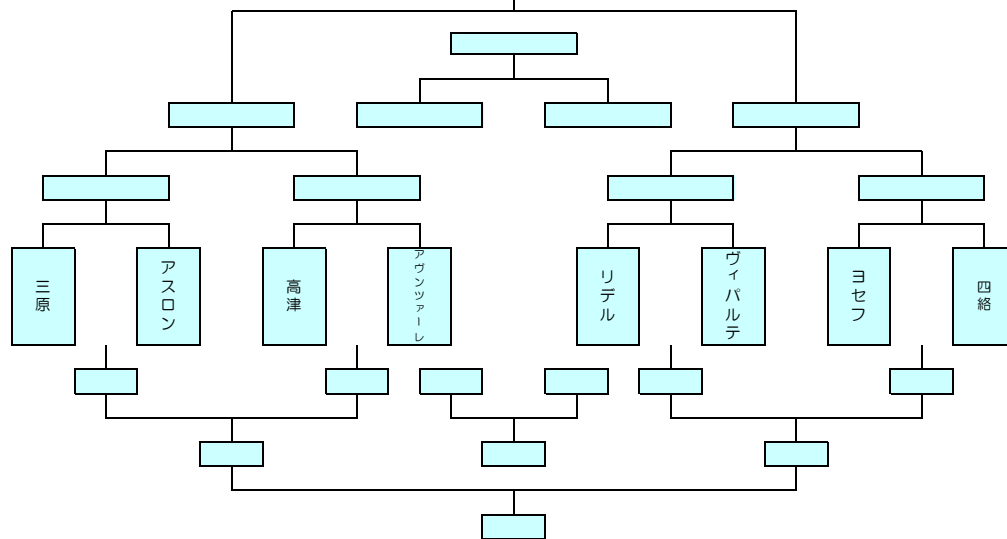 三原
アスロン
高津
アヴンツァーレ
リデル
ヴィパルテ
ヨセフ
四絡